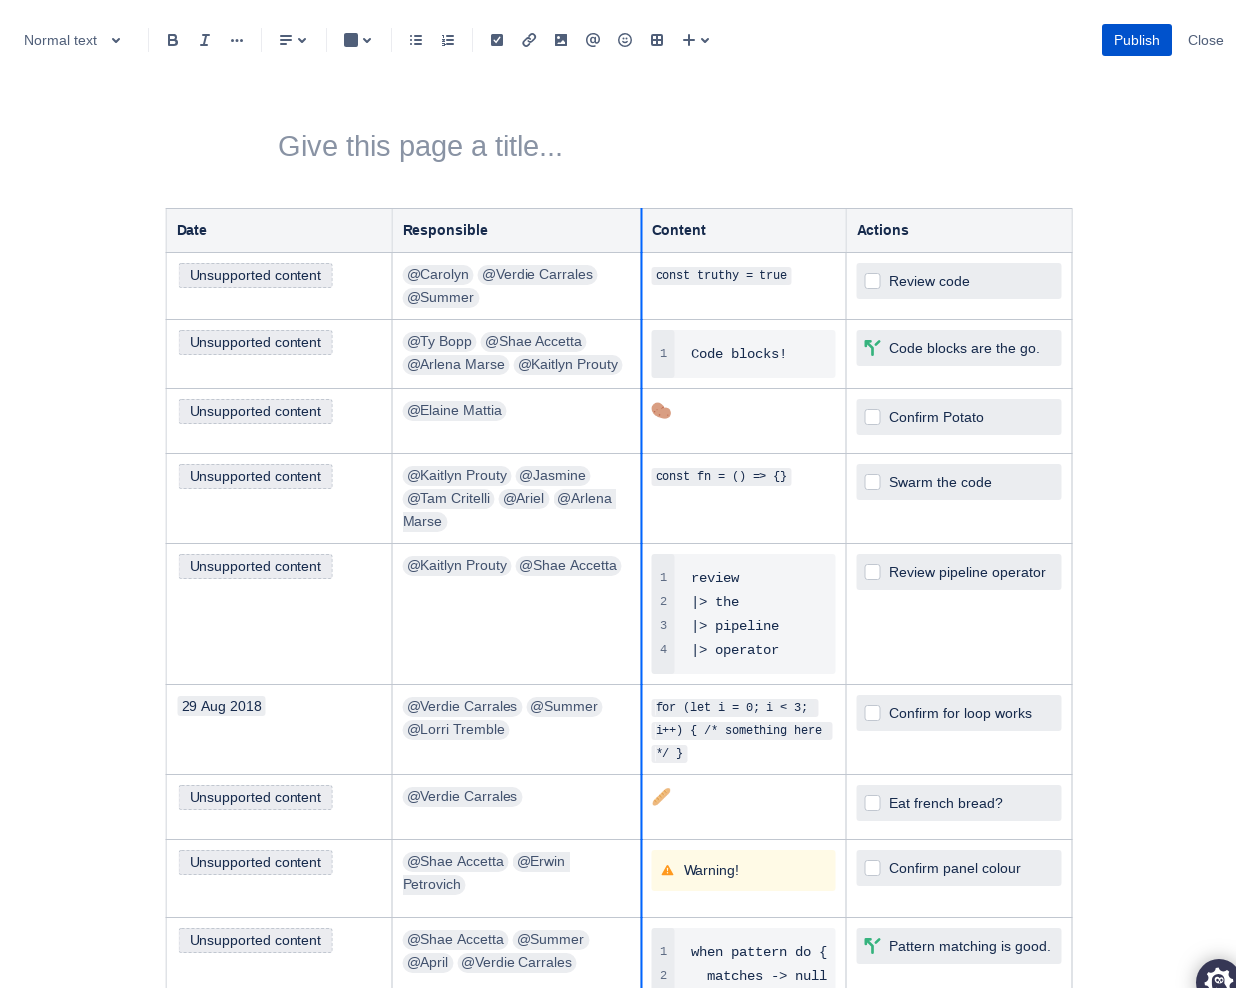 Normal text
Publish
Close
Give this page a title...
Date Responsible Content Actions
Unsupported content @Carolyn @Verdie Carrales const truthy = true Review code
@Summer
Unsupported content @Ty Bopp @Shae Accetta 1 Code blocks! Code blocks are the go.
@Arlena Marse @Kaitlyn Prouty
Unsupported content @Elaine Mattia Confirm Potato
Unsupported content @Kaitlyn Prouty @Jasmine const fn = () => {} Swarm the code
@Tam Critelli @Ariel @Arlena
Marse
Unsupported content @Kaitlyn Prouty @Shae Accetta 1 review Review pipeline operator
2 |> the
3 |> pipeline
4 |> operator
29 Aug 2018 @Verdie Carrales @Summer for (let i = 0; i < 3; Confirm for loop works
@Lorri Tremble i++) { /* something here
*/ }
Unsupported content @Verdie Carrales Eat french bread?
Unsupported content @Shae Accetta @Erwin Warning! Confirm panel colour
Petrovich
Unsupported content @Shae Accetta @Summer 1 when pattern do { Pattern matching is good.
@April @Verdie Carrales 2 matches -> null